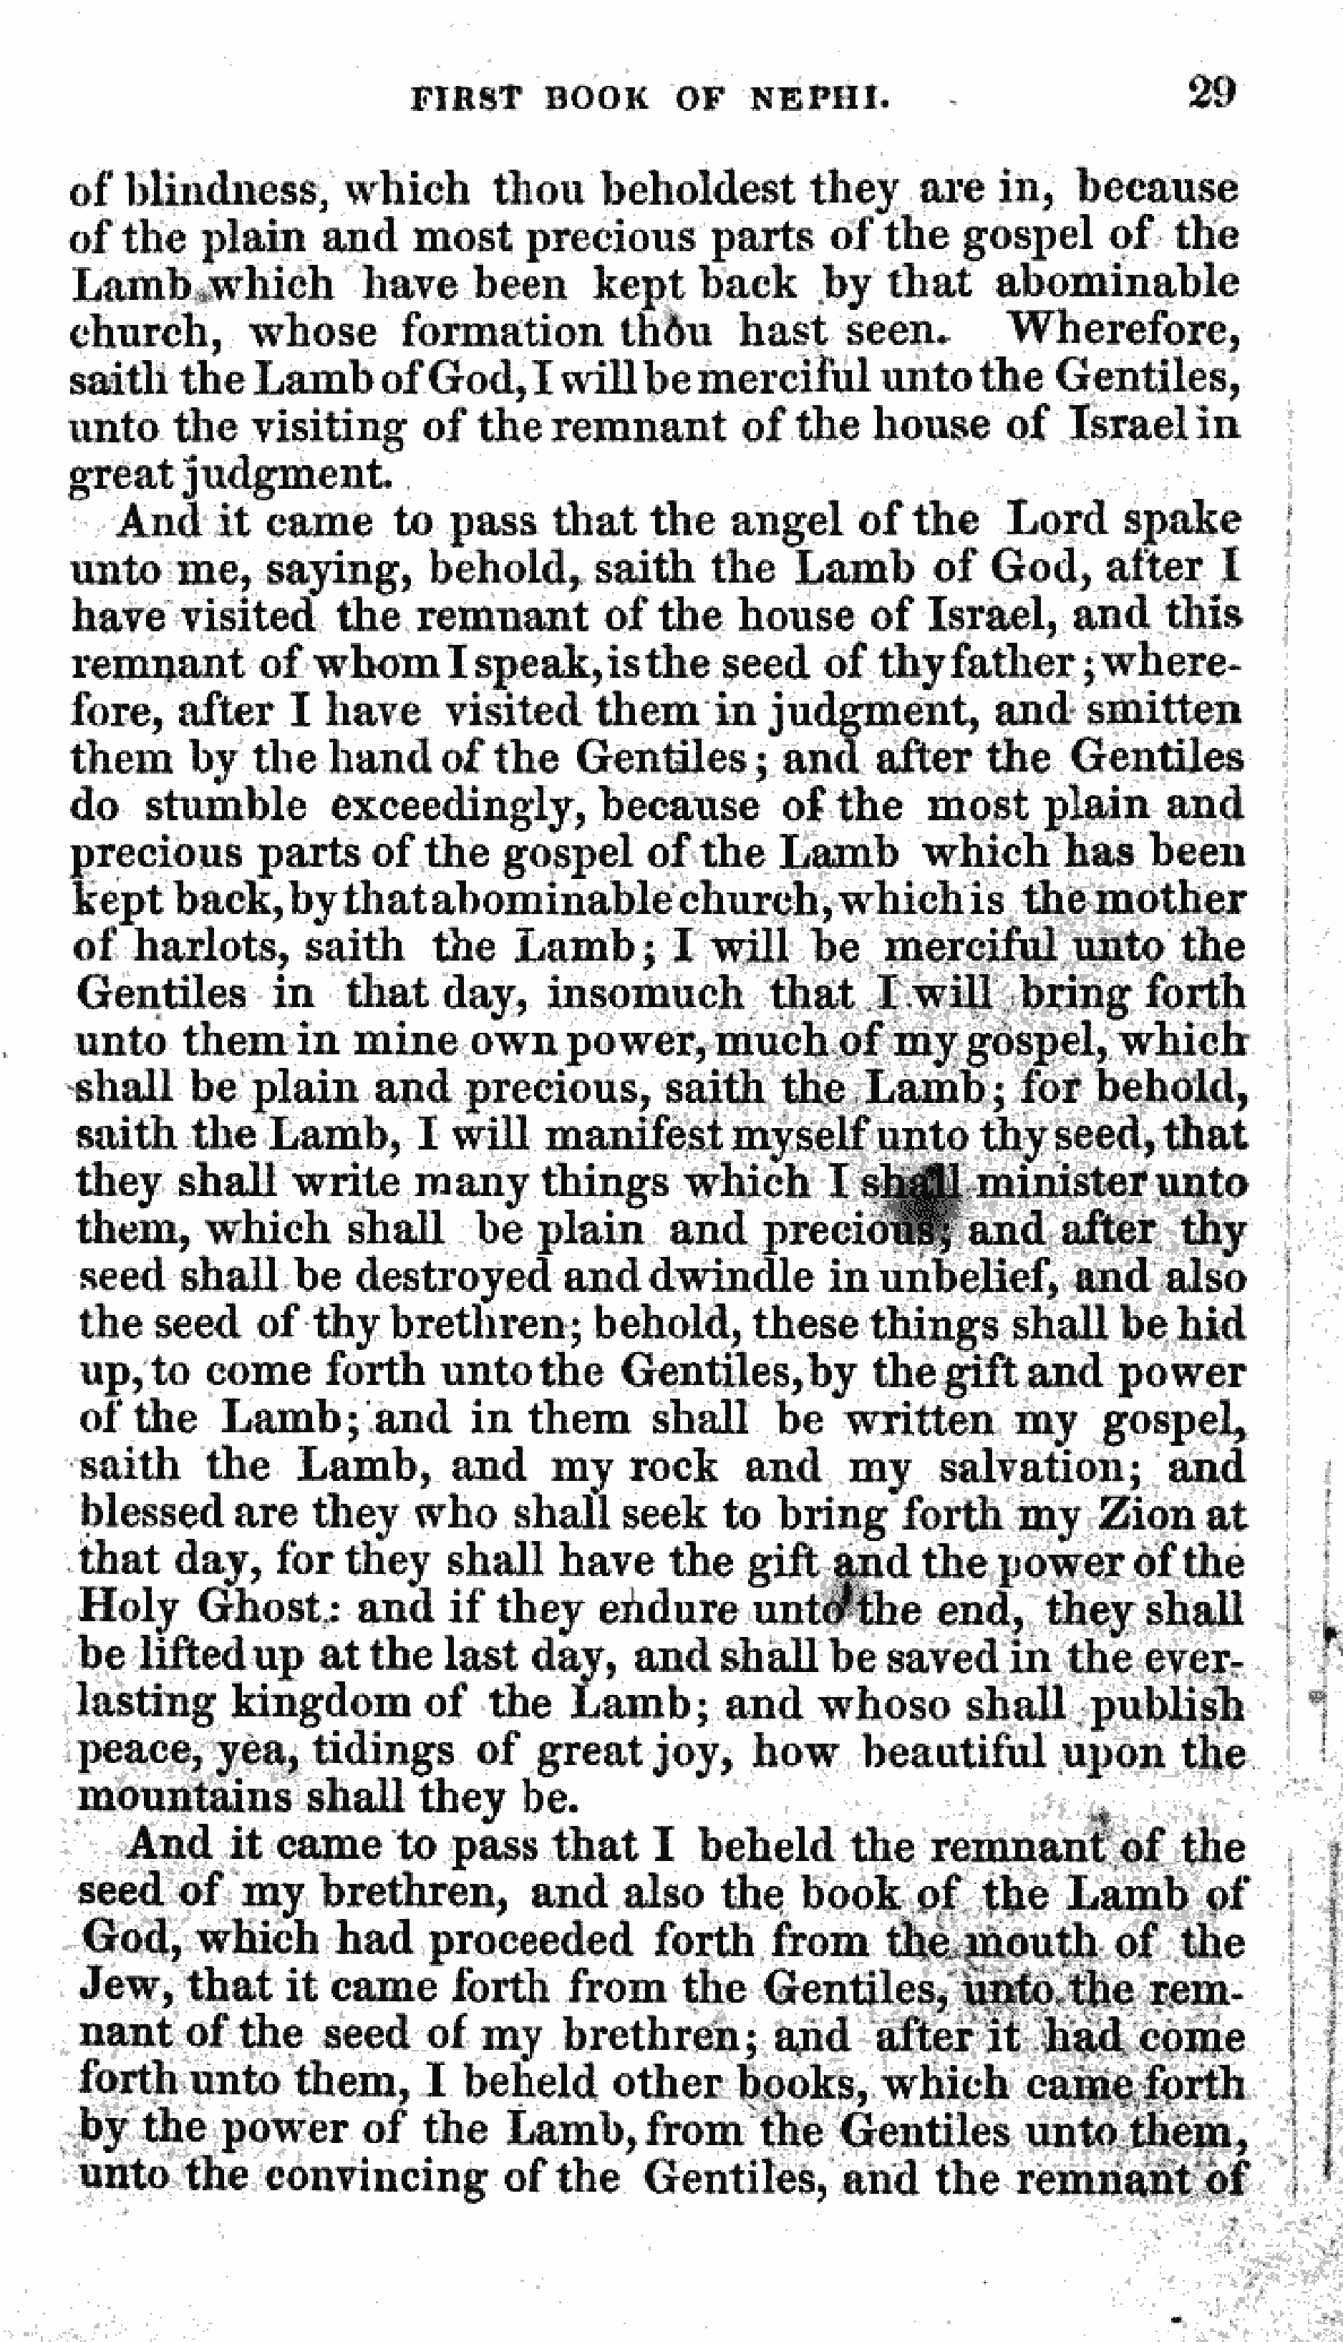 FIRST BOOK OF NEPHI. 29
of blindness, which thou beholdest they are in, because
of the plain and most precious parts of the gospel of the
Lamb which have been kept back by that abominable
church, whose formation thou hast seen. Wherefore,
saith the Lamb of God, I will be merciful unto the Gentiles,
unto the visiting of the remnant of the house of Israel in
great judgment.
And it came to pass that the angel of the Lord spake
unto me, saying, behold, saith the Lamb of God, after I
have visited the remnant of the house of Israel, and this
remnant of whom I speak, is the seed of thy father; where-
fore, after I have visited them in judgment, and smitten
them by the hand of the Gentiles; and after the Gentiles
do stumble exceedingly, because of the most plain and
precious parts of the gospel of the Lamb which has been
kept back, by that abominable church, which is the mother
of harlots, saith the Lamb; I will be merciful unto the
Gentiles in that day, insomuch that I will bring forth
unto them in mine own power, much of my gospel, which
shall be plain and precious, saith the Lamb; for behold,
saith the Lamb, I will manifest myself unto thy seed, that
they shall write many things which I shall minister unto
them, which shall be plain and precious; and after thy
seed shall be destroyed and dwindle in unbelief, and also
the seed of thy brethren; behold, these things shall be hid
up, to come forth unto the Gentiles, by the gift and power
of the Lamb; and in them shall be written my gospel,
saith the Lamb, and my rock and my salvation; and
blessed are they who shall seek to bring forth my Zion at
that day, for they shall have the gift and the power of the
Holy Ghost: and if they endure unto the end, they shall
be lifted up at the last day, and shall be saved in the ever-
lasting kingdom of the Lamb; and whoso shall publish
peace, yea, tidings of great joy, how beautiful upon the
mountains shall they be.
And it came to pass that I beheld the remnant of the
seed of my brethren, and also the book of the Lamb of
God, which had proceeded forth from the mouth of the
Jew, that it came forth from the Gentiles, unto the rem-
nant of the seed of my brethren; and after it had come
forth unto them, I beheld other books, which came forth
by the power of the Lamb, from the Gentiles unto them,
unto the convincing of the Gentiles, and the remnant of